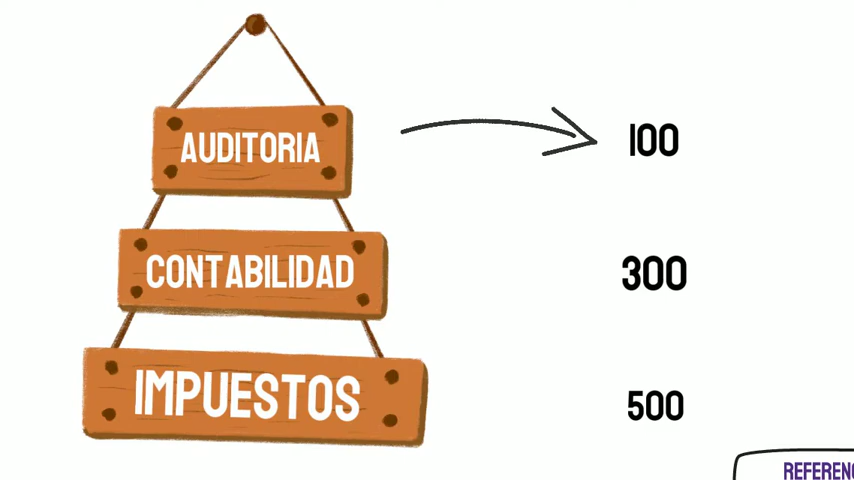 AUDITORIA
100
CONTABILIDAD
300
IMPUESTOS
500